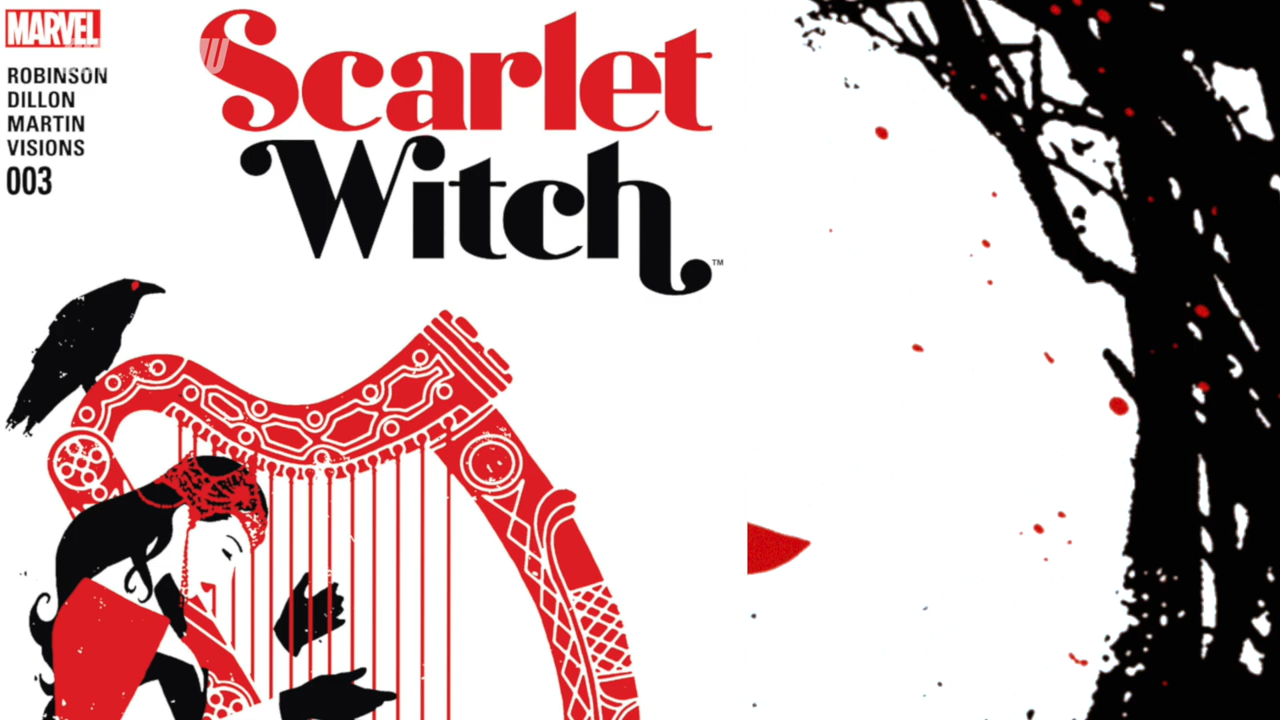 MARVEL
ROBINSON
DILLON
MARTIN
VISIONS
003
Scarlet
Witch
TM